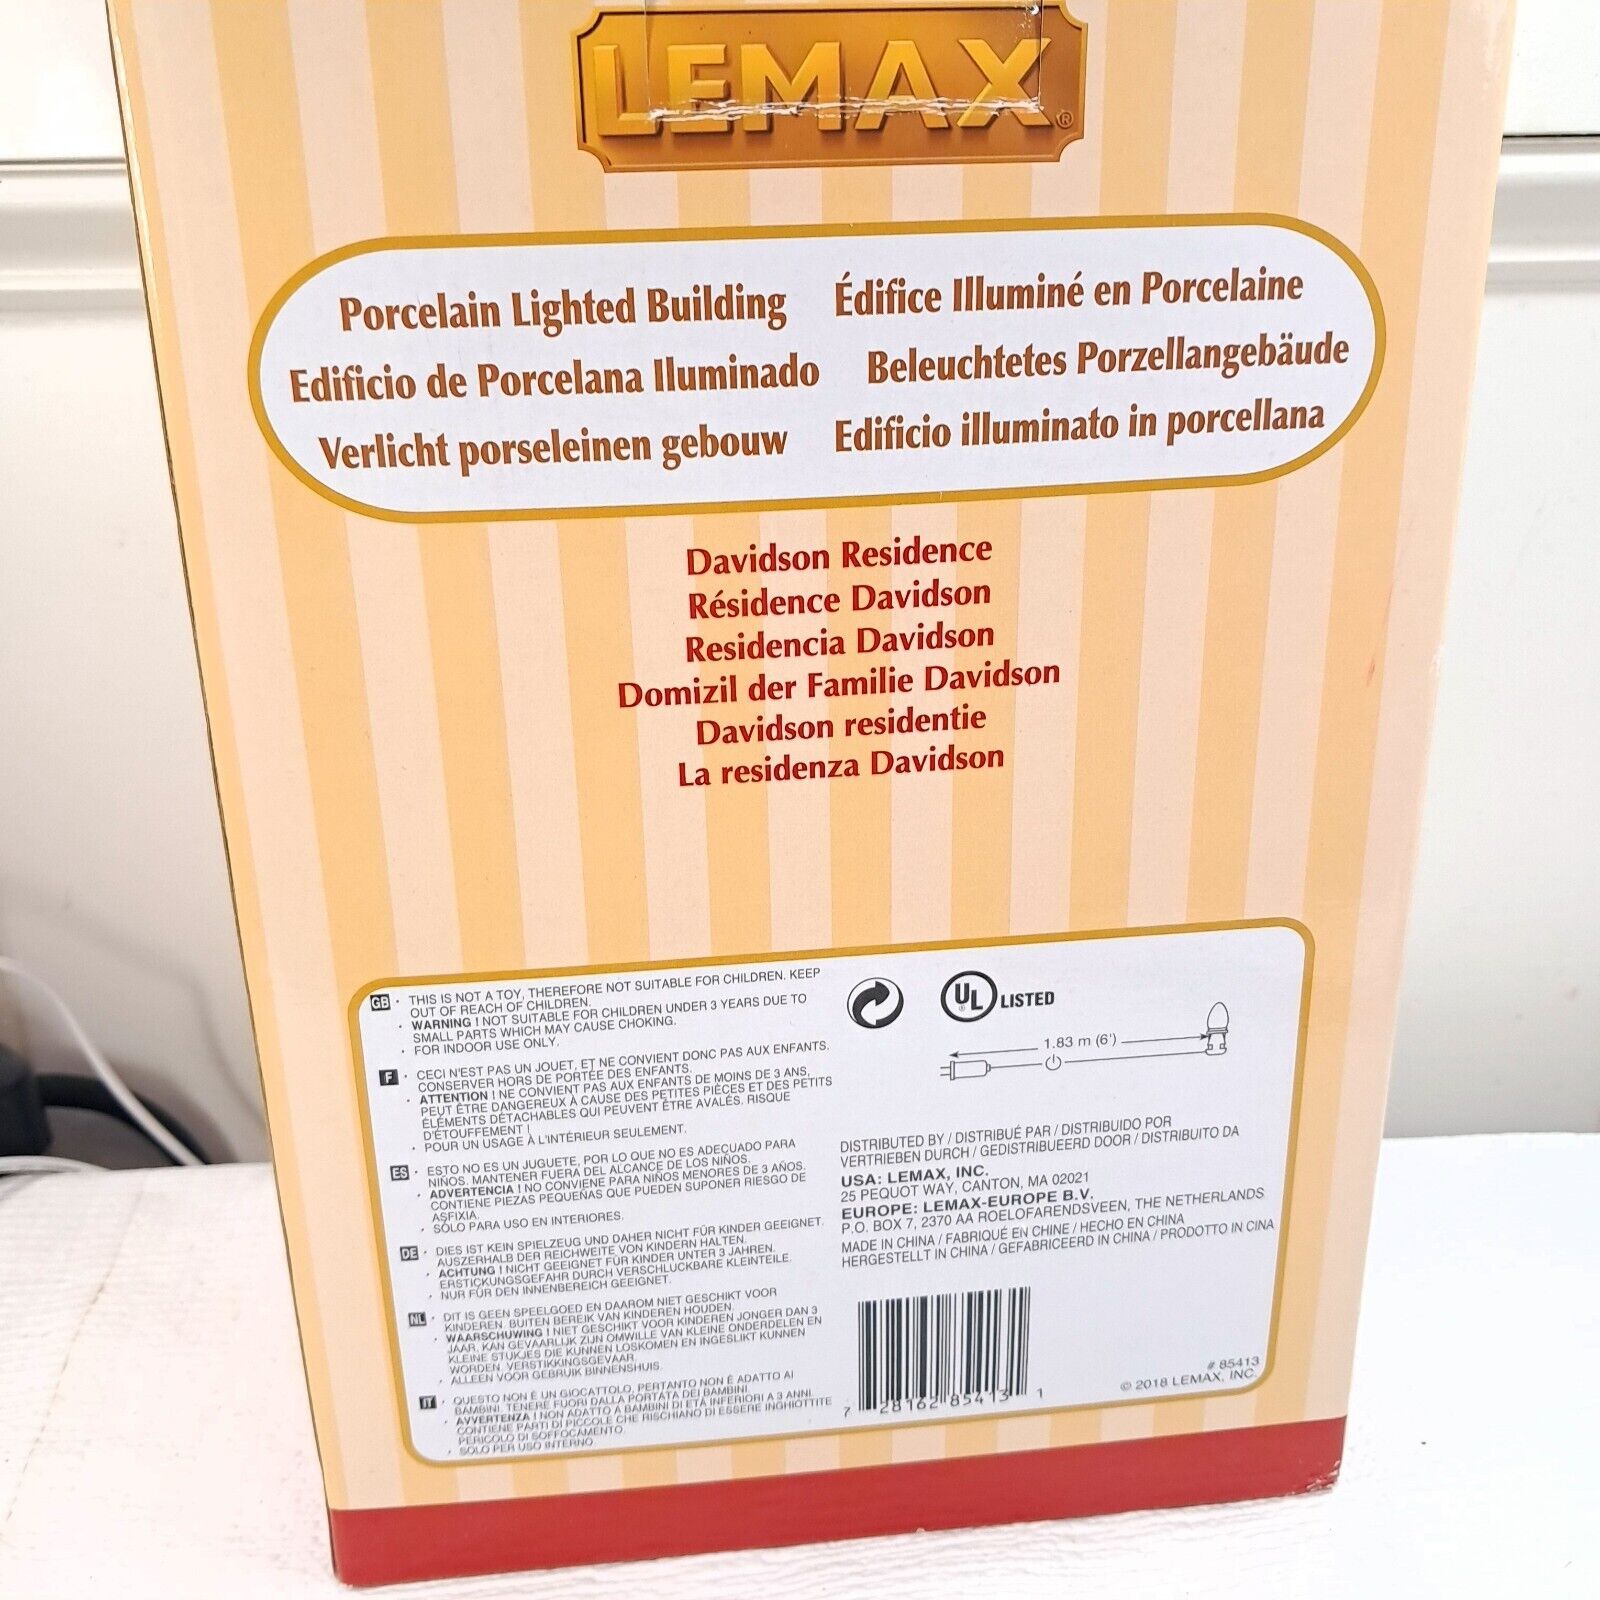 LEMAX®
Porcelain Lighted Building
Édifice Illuminé en Porcelaine
Edificio de Porcelana Iluminado
Beleuchtetes Porzellangebäude
Verlicht porseleinen gebouw
Edificio illuminato in porcellana
Davidson Residence
Résidence Davidson
Residencia Davidson
Domizil der Familie Davidson
Davidson residentie
La residenza Davidson
GB · THIS IS NOT A TOY, THEREFORE NOT SUITABLE FOR CHILDREN. KEEP
OUT OF REACH OF CHILDREN.
· WARNING ! NOT SUITABLE FOR CHILDREN UNDER 3 YEARS DUE TO
SMALL PARTS WHICH MAY CAUSE CHOKING.
· FOR INDOOR USE ONLY.
F · CECI N'EST PAS UN JOUET, ET NE CONVIENT DONC PAS AUX ENFANTS.
CONSERVER HORS DE PORTÉE DES ENFANTS.
· ATTENTION ! NE CONVIENT PAS AUX ENFANTS DE MOINS DE 3 ANS,
PEUT ÊTRE DANGEREUX À CAUSE DES PETITES PIÈCES ET DES PETITS
ÉLÉMENTS DÉTACHABLES QUI PEUVENT ÊTRE AVALÉS. RISQUE
D'ÉTOUFFEMENT !
· POUR UN USAGE À L'INTÉRIEUR SEULEMENT.
ES · ESTO NO ES UN JUGUETE, POR LO QUE NO ES ADECUADO PARA
NIÑOS. MANTENER FUERA DEL ALCANCE DE LOS NIÑOS.
· ADVERTENCIA ! NO CONVIENE PARA NIÑOS MENORES DE 3 AÑOS.
CONTIENE PIEZAS PEQUEÑAS QUE PUEDEN SUPONER RIESGO DE
ASFIXIA.
· SÓLO PARA USO EN INTERIORES.
DE · DIES IST KEIN SPIELZEUG UND DAHER NICHT FÜR KINDER GEEIGNET.
AUSZERHALB DER REICHWEITE VON KINDERN HALTEN.
· ACHTUNG ! NICHT GEEIGNET FÜR KINDER UNTER 3 JAHREN.
ERSTICKUNGSGEFAHR DURCH VERSCHLUCKBARE KLEINTEILE.
· NUR FÜR DEN INNENBEREICH GEEIGNET.
NL · DIT IS GEEN SPEELGOED EN DAAROM NIET GESCHIKT VOOR
KINDEREN. BUITEN BEREIK VAN KINDEREN HOUDEN.
· WAARSCHUWING ! NIET GESCHIKT VOOR KINDEREN JONGER DAN 3
JAAR. KAN GEVAARLIJK ZIJN OMWILLE VAN KLEINE ONDERDELEN EN
KLEINE STUKJES DIE KUNNEN LOSKOMEN EN INGESLIKT KUNNEN
WORDEN. VERSTIKKINGSGEVAAR.
· ALLEEN VOOR GEBRUIK BINNENSHUIS.
IT · QUESTO NON È UN GIOCATTOLO, PERTANTO NON È ADATTO AI
BAMBINI. TENERE FUORI DALLA PORTATA DEI BAMBINI.
· AVVERTENZA ! NON ADATTO A BAMBINI DI ETÀ INFERIORI A 3 ANNI.
CONTIENE PARTI DI PICCOLE CHE RISCHIANO DI ESSERE INGHIOTTITE
PERICOLO DI SOFFOCAMENTO.
· SOLO PER USO INTERNO
UL® LISTED
1.83 m (6')
DISTRIBUTED BY / DISTRIBUÉ PAR / DISTRIBUIDO POR
VERTRIEBEN DURCH / GEDISTRIBUEERD DOOR / DISTRIBUITO DA
USA: LEMAX, INC.
25 PEQUOT WAY, CANTON, MA 02021
EUROPE: LEMAX-EUROPE B.V.
P.O. BOX 7, 2370 AA ROELOFARENDSVEEN, THE NETHERLANDS
MADE IN CHINA / FABRIQUÉ EN CHINE / HECHO EN CHINA
HERGESTELLT IN CHINA / GEFABRICEERD IN CHINA / PRODOTTO IN CINA
7 28162 85413 1
# 85413
© 2018 LEMAX, INC.